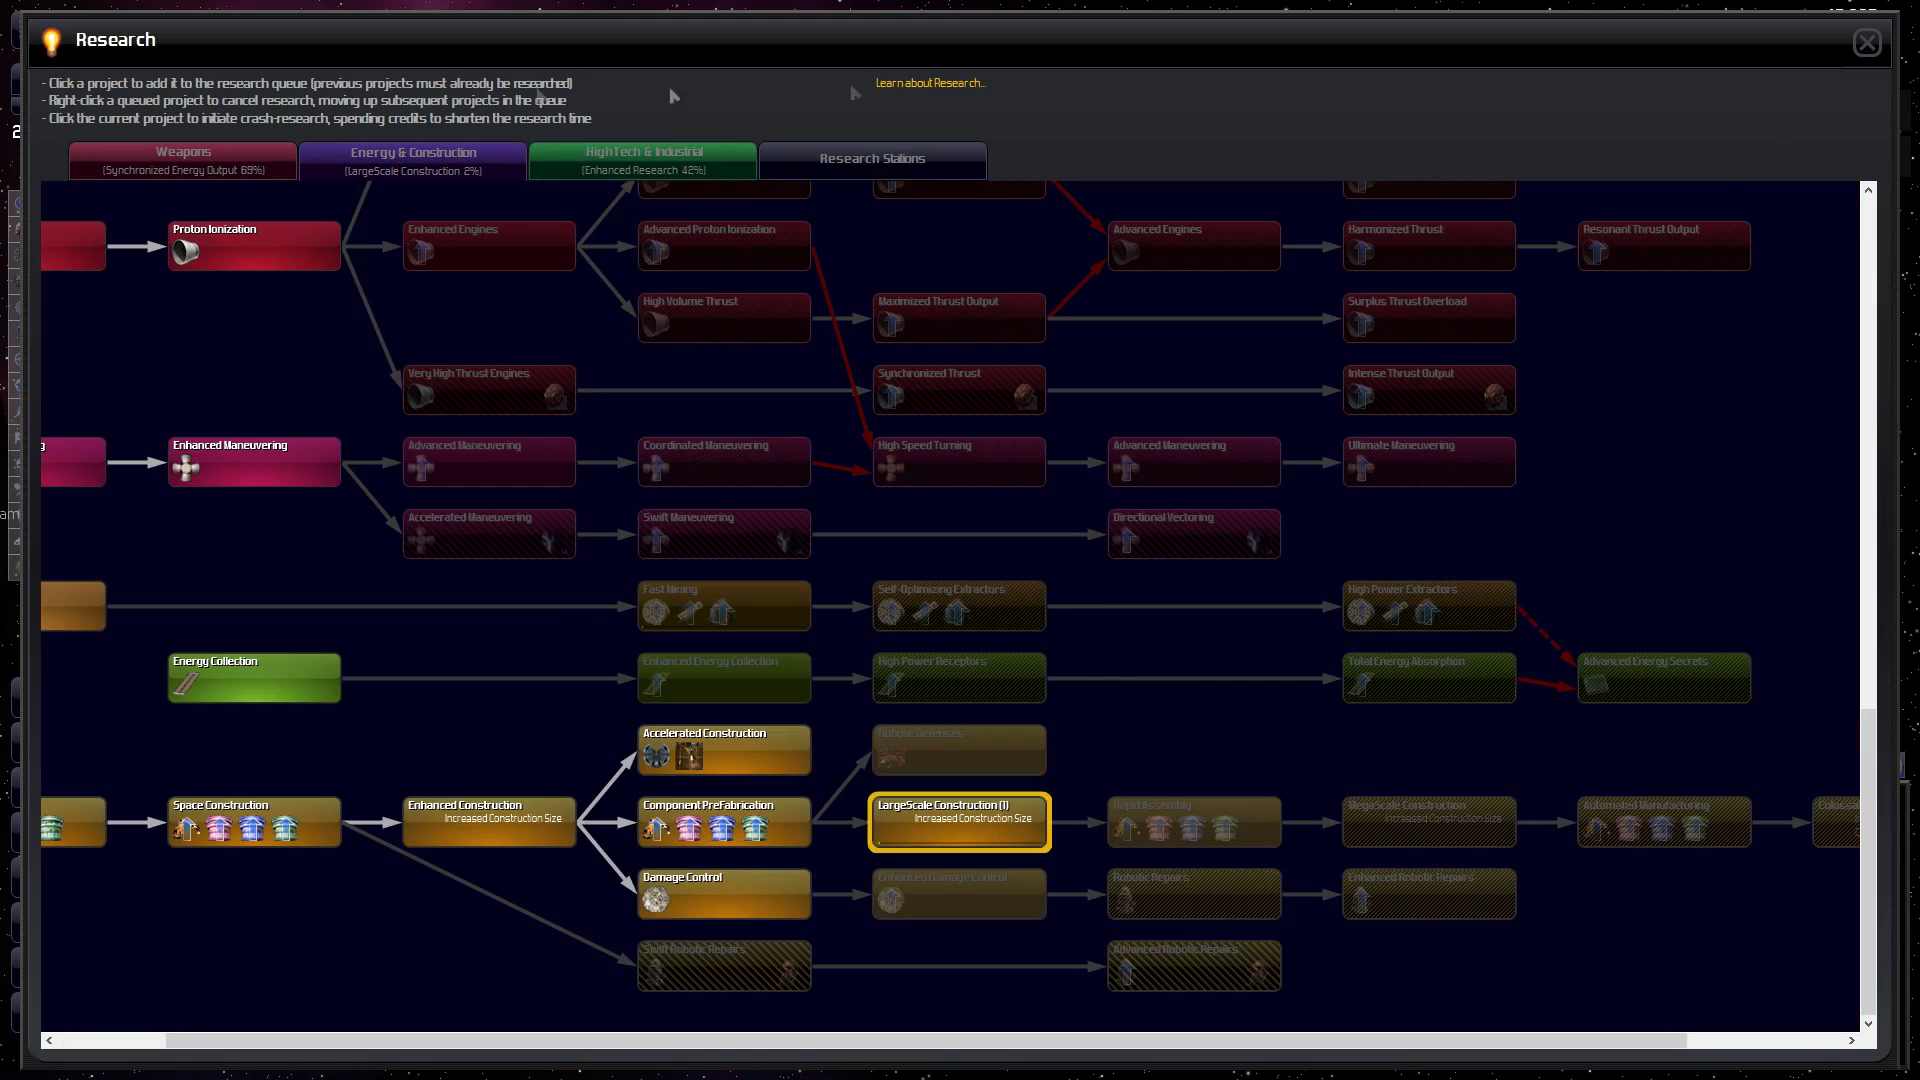 Research
- Click a project to add it to the research queue (previous projects must already be researched)
- Right-click a queued project to cancel research, moving up subsequent projects in the queue
- Click the current project to initiate crash-research, spending credits to shorten the research time
Learn about Research...
Weapons
(Synchronized Energy Output 69%)
Energy & Construction
(LargeScale Construction 2%)
HighTech & Industrial
(Enhanced Research 42%)
Research Stations
Proton Ionization
Enhanced Engines
Advanced Proton Ionization
Advanced Engines
Harmonized Thrust
Resonant Thrust Output
High Volume Thrust
Maximized Thrust Output
Surplus Thrust Overload
Very High Thrust Engines
Synchronized Thrust
Intense Thrust Output
g
Enhanced Maneuvering
Advanced Maneuvering
Coordinated Maneuvering
High Speed Turning
Advanced Maneuvering
Ultimate Maneuvering
Accelerated Maneuvering
Swift Maneuvering
Directional Vectoring
Fast Mining
Self-Optimizing Extractors
High Power Extractors
Energy Collection
Enhanced Energy Collection
High Power Receptors
Total Energy Absorption
Advanced Energy Secrets
Accelerated Construction
Robotic Defenses
Space Construction
Enhanced Construction
Increased Construction Size
Component PreFabrication
LargeScale Construction (1)
Increased Construction Size
Rapid Assembly
MegaScale Construction
Increased Construction Size
Automated Manufacturing
Colossal
Damage Control
Enhanced Damage Control
Robotic Repairs
Enhanced Robotic Repairs
Swift Robotic Repairs
Advanced Robotic Repairs